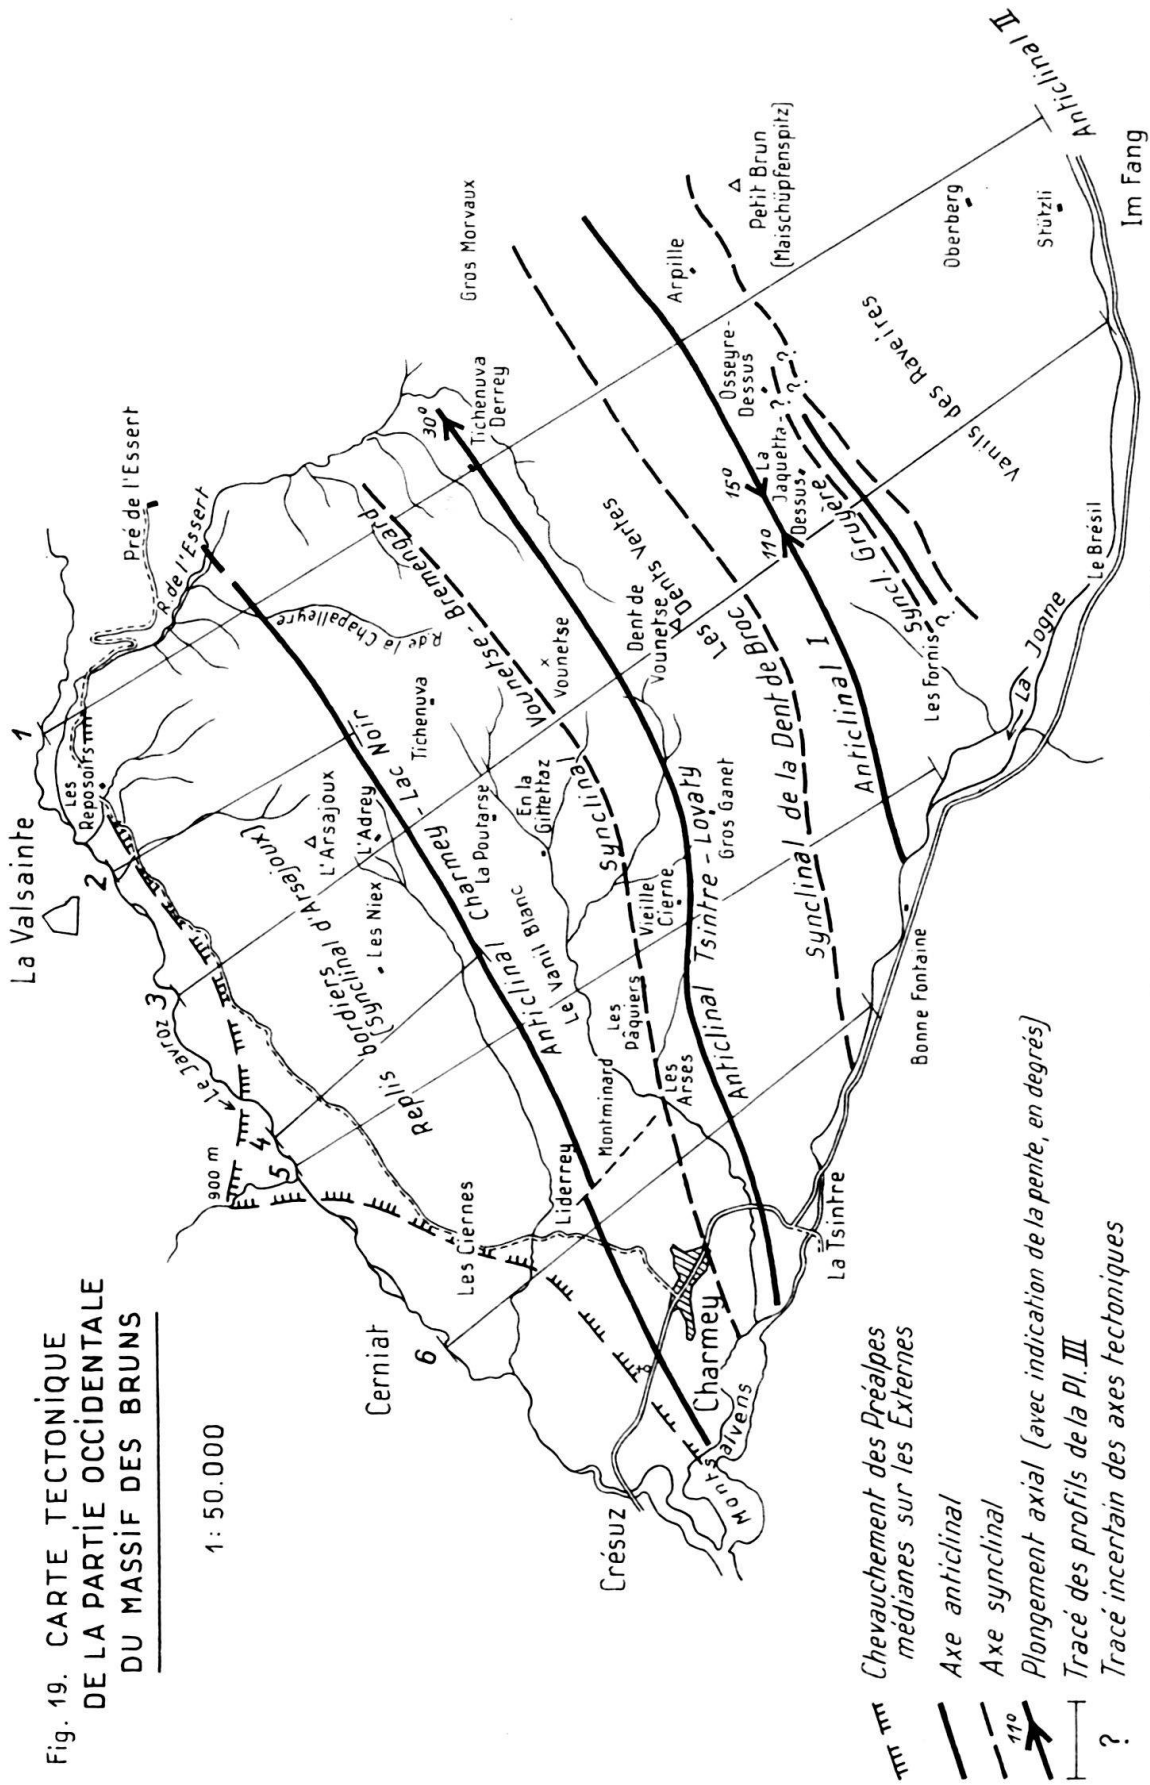 Fig. 19. CARTE TECTONIQUE
DE LA PARTIE OCCIDENTALE
DU MASSIF DES BRUNS
1: 50.000
La Valsainte
1
2
3
4
5
6
Les
Reposoirs
Pré de l'Essert
R. de l'Essert
R. de la Chapalleyre
Le Javroz
900 m
Replis bordiers
(Synclinal d'Arsajoux)
L'Arsajoux
L'Adrey
Les Niex
Tichenuva
Anticlinal Charmey - Lac Noir
La Poutarse
Le Vanil Blanc
En la
Gittettaz
Synclinal Vounetse - Bremengard
Vounetse
Tichenuva
Derrey
30°
Gros Morvaux
Dent de
Vounetse
Les Dents Vertes
Vieille
Cierne
Les
Pâquiers
Les
Arses
Montminard
Liderrey
Les Ciernes
Cerniat
Crésuz
Charmey
Montsalvens
La Tsintre
Anticlinal Tsintre - Lovaty
Gros Ganet
Synclinal de la Dent de Broc
Anticlinal I
11°
15°
La
Jaquetta-
Dessus
Osseyre-
Dessus
Arpille
Petit Brun
(Maischüpfenspitz)
? ? ?
Syncl. Gruyère
?
Les Fornis
Vanils des Raveires
Oberberg
Stützli
Im Fang
Anticlinal II
Le Brésil
La Jogne
Bonne Fontaine
Chevauchement des Préalpes
médianes sur les Externes
Axe anticlinal
Axe synclinal
11° Plongement axial (avec indication de la pente, en degrés)
Tracé des profils de la Pl. III
? Tracé incertain des axes tectoniques